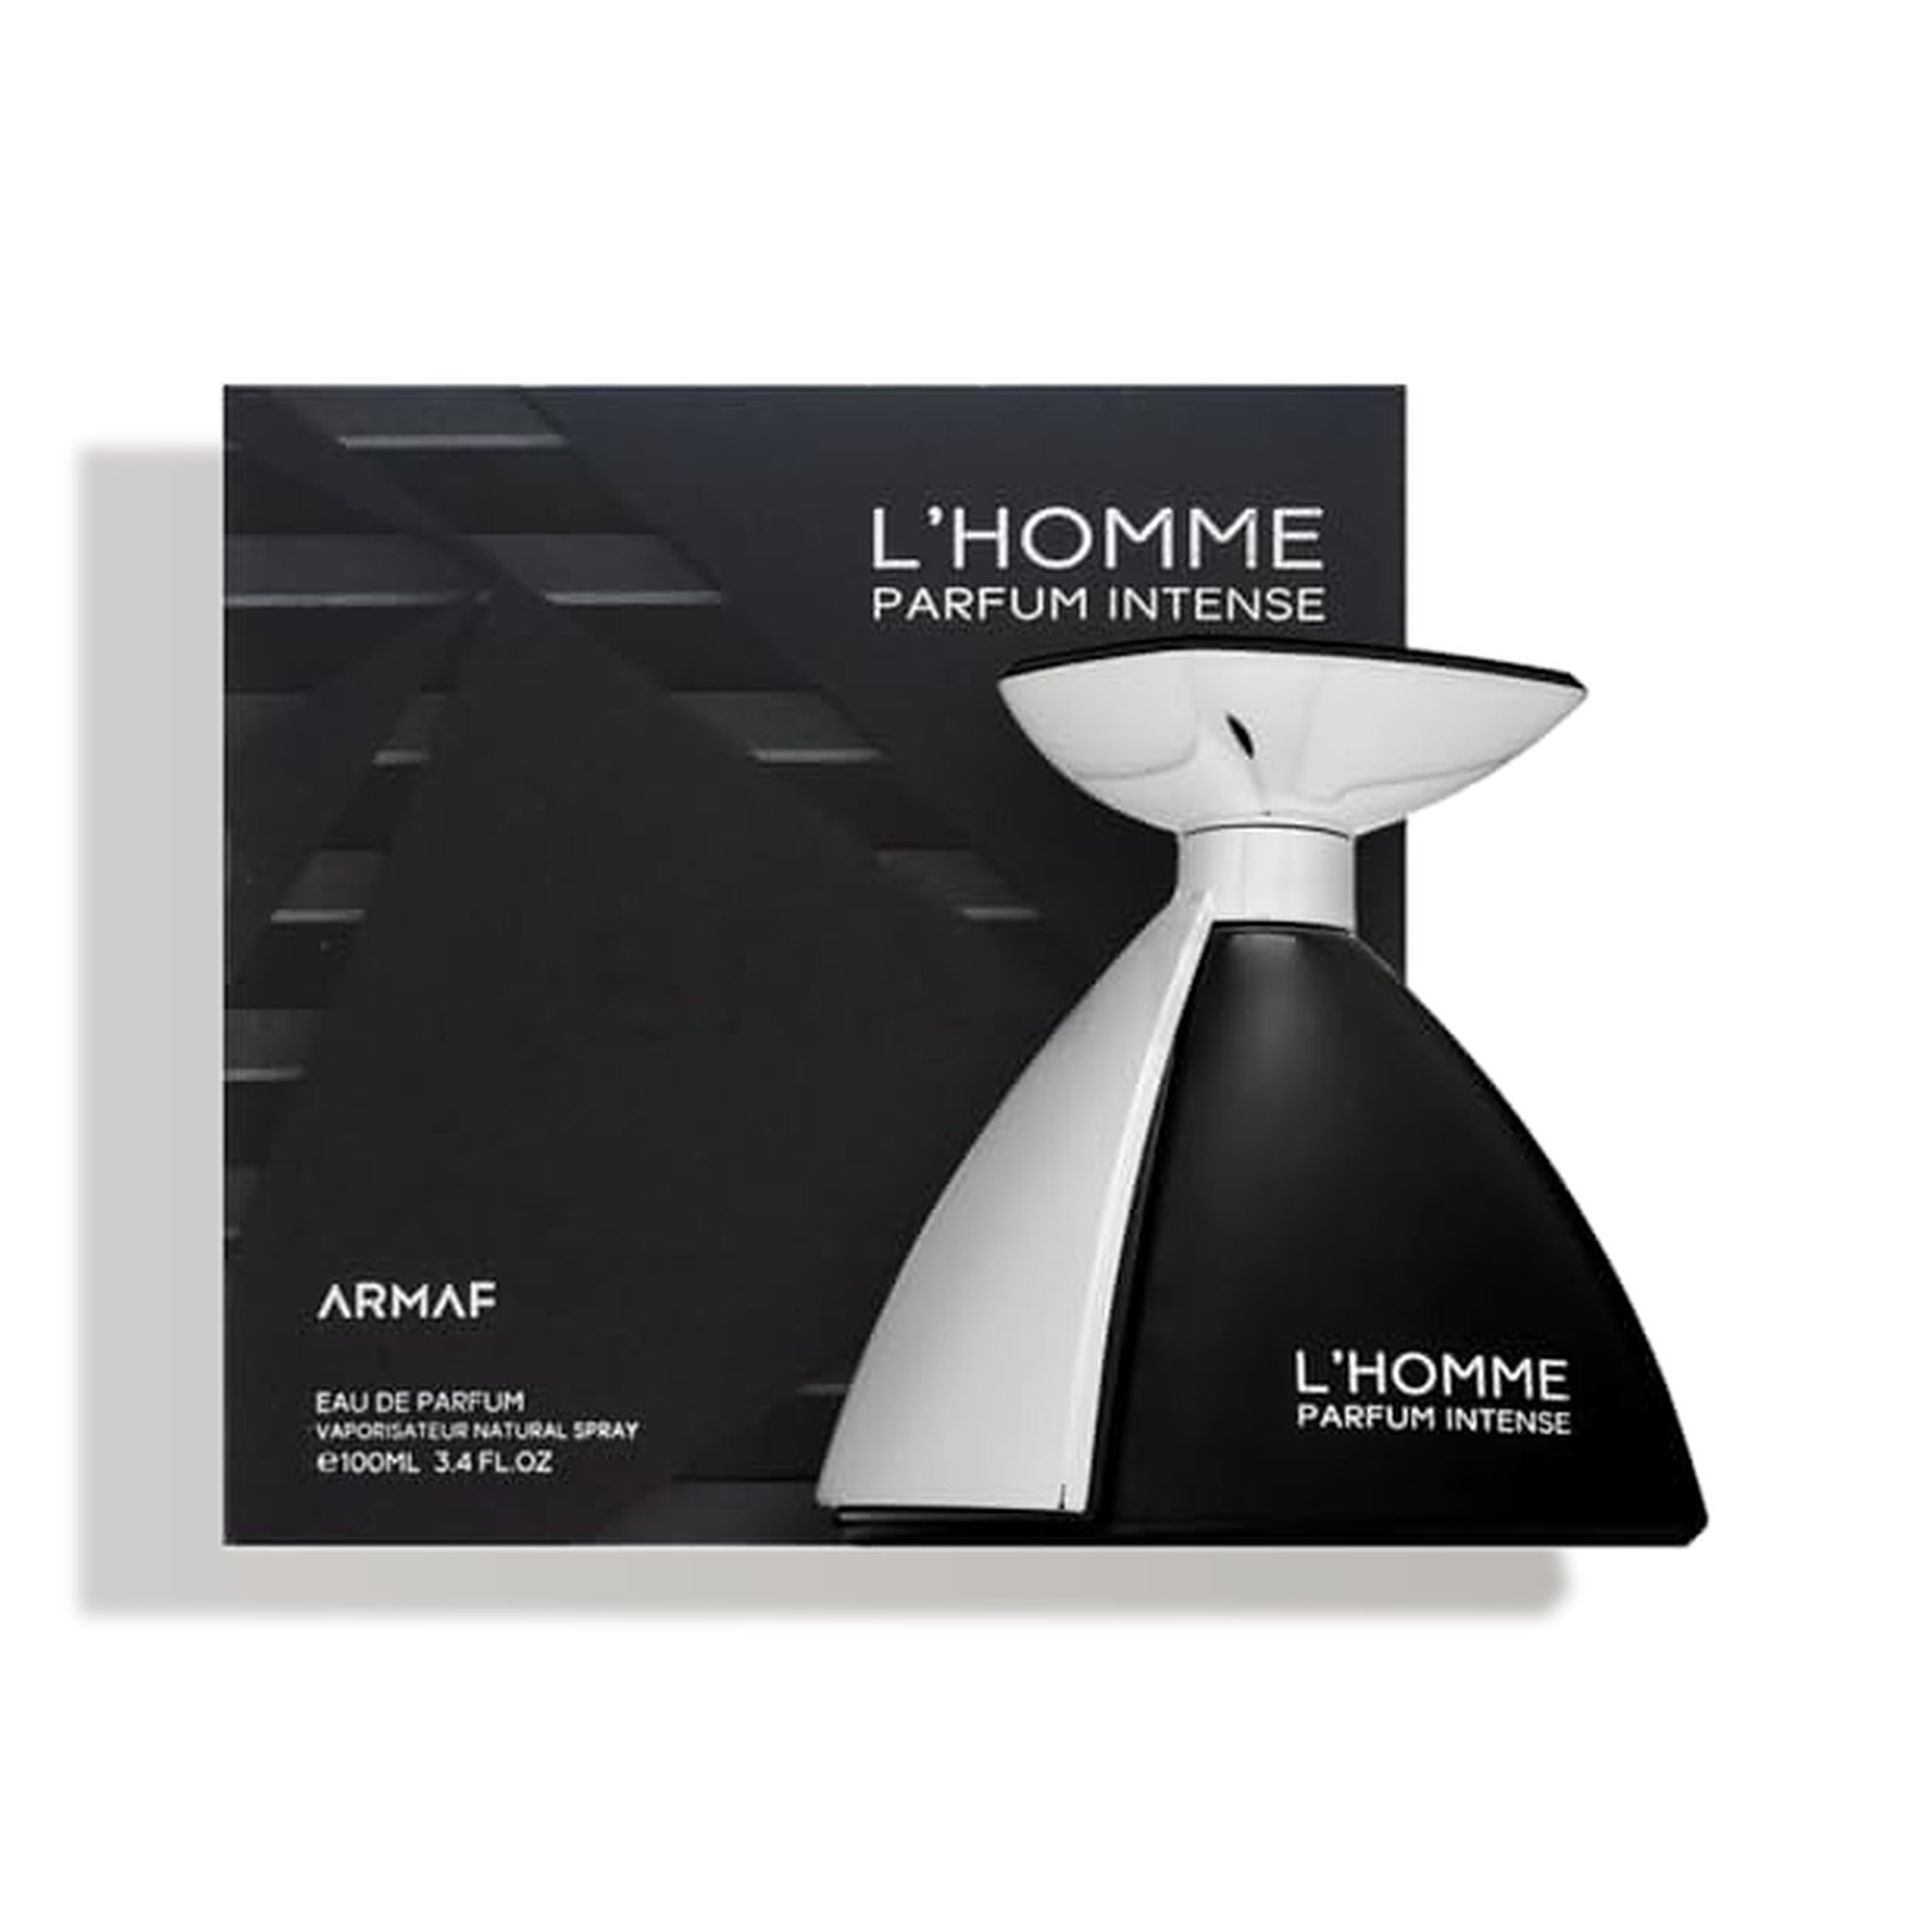 L'HOMME
PARFUM INTENSE
ARMAF
EAU DE PARFUM
VAPORISATEUR NATURAL SPRAY
℮100ML 3.4 FL.OZ
L'HOMME
PARFUM INTENSE